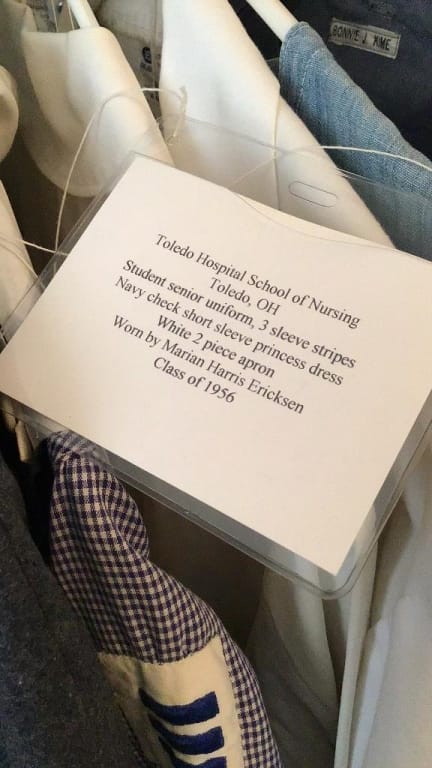 BONNIE J.
Toledo Hospital School of Nursing
Toledo, OH
Student senior uniform, 3 sleeve stripes
Navy check short sleeve princess dress
White 2 piece apron
Worn by Marian Harris Ericksen
Class of 1956